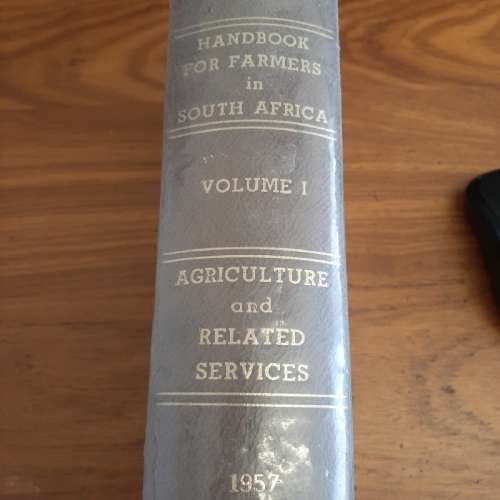 HANDBOOK
FOR FARMERS
in
SOUTH AFRICA
VOLUME I
AGRICULTURE
and
RELATED
SERVICES
1957